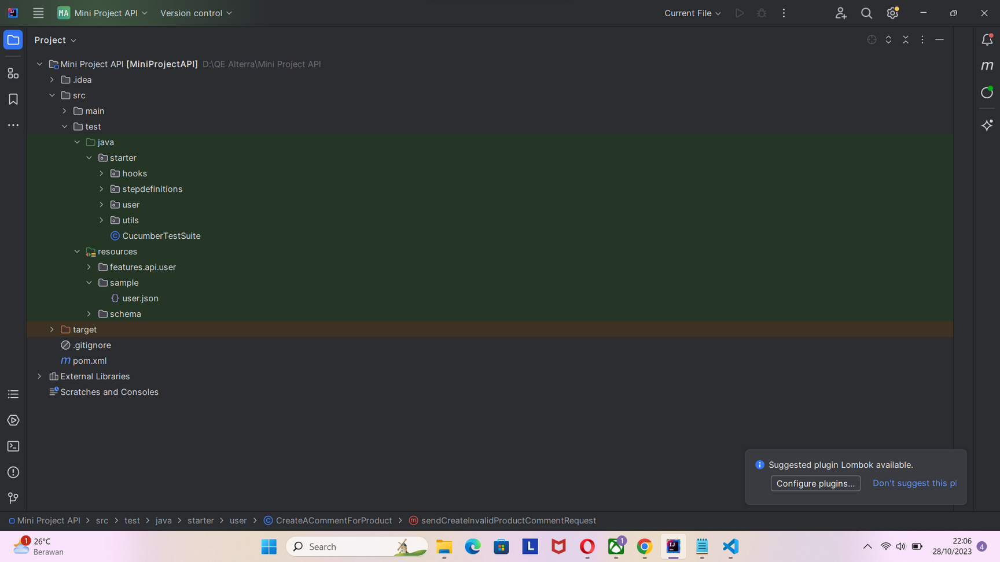 MA Mini Project API Version control Current File
Project
Mini Project API [MiniProjectAPI] D:\QE Alterra\Mini Project API
.idea
src
main
test
java
starter
hooks
stepdefinitions
user
utils
CucumberTestSuite
resources
features.api.user
sample
user.json
schema
target
.gitignore
pom.xml
External Libraries
Scratches and Consoles
Suggested plugin Lombok available.
Configure plugins... Don't suggest this pl
Mini Project API > src > test > java > starter > user > CreateACommentForProduct > sendCreateInvalidProductCommentRequest
1 26°C
Berawan
Search
1
22:06
28/10/2023
4